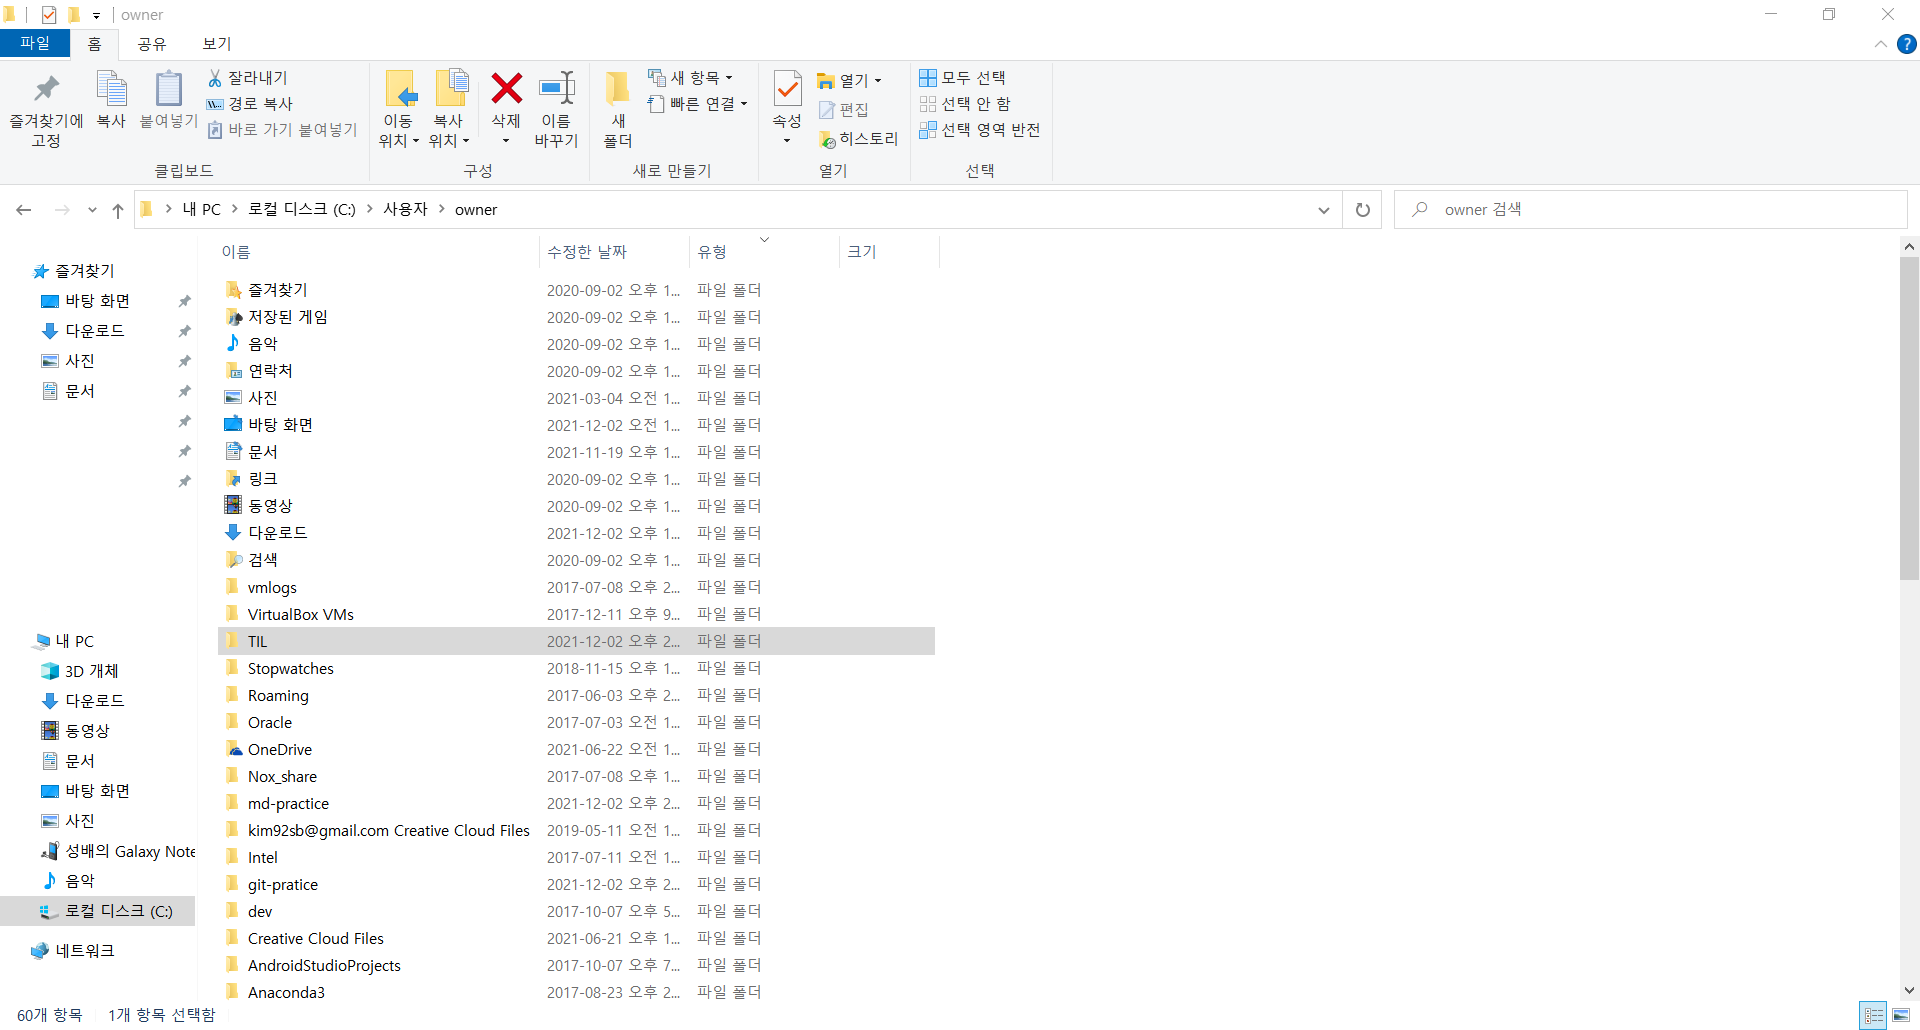 owner
파일 홈 공유 보기
즐겨찾기에 고정
복사
붙여넣기
잘라내기
경로 복사
바로 가기 붙여넣기
클립보드
이동 위치
복사 위치
삭제
이름 바꾸기
구성
새 폴더
새 항목
빠른 연결
새로 만들기
속성
열기
편집
히스토리
열기
모두 선택
선택 안 함
선택 영역 반전
선택
내 PC > 로컬 디스크 (C:) > 사용자 > owner
owner 검색
즐겨찾기
바탕 화면
다운로드
사진
문서
내 PC
3D 개체
다운로드
동영상
문서
바탕 화면
사진
성배의 Galaxy Note
음악
로컬 디스크 (C:)
네트워크
이름 수정한 날짜 유형 크기
즐겨찾기 2020-09-02 오후 1... 파일 폴더
저장된 게임 2020-09-02 오후 1... 파일 폴더
음악 2020-09-02 오후 1... 파일 폴더
연락처 2020-09-02 오후 1... 파일 폴더
사진 2021-03-04 오전 1... 파일 폴더
바탕 화면 2021-12-02 오전 1... 파일 폴더
문서 2021-11-19 오후 1... 파일 폴더
링크 2020-09-02 오후 1... 파일 폴더
동영상 2020-09-02 오후 1... 파일 폴더
다운로드 2021-12-02 오후 1... 파일 폴더
검색 2020-09-02 오후 1... 파일 폴더
vmlogs 2017-07-08 오후 2... 파일 폴더
VirtualBox VMs 2017-12-11 오후 9... 파일 폴더
TIL 2021-12-02 오후 2... 파일 폴더
Stopwatches 2018-11-15 오후 1... 파일 폴더
Roaming 2017-06-03 오후 2... 파일 폴더
Oracle 2017-07-03 오전 1... 파일 폴더
OneDrive 2021-06-22 오전 1... 파일 폴더
Nox_share 2017-07-08 오후 1... 파일 폴더
md-practice 2021-12-02 오후 2... 파일 폴더
kim92sb@gmail.com Creative Cloud Files 2019-05-11 오전 1... 파일 폴더
Intel 2017-07-11 오전 1... 파일 폴더
git-pratice 2021-12-02 오후 2... 파일 폴더
dev 2017-10-07 오후 5... 파일 폴더
Creative Cloud Files 2021-06-21 오후 1... 파일 폴더
AndroidStudioProjects 2017-10-07 오후 7... 파일 폴더
Anaconda3 2017-08-23 오후 2... 파일 폴더
60개 항목 1개 항목 선택함